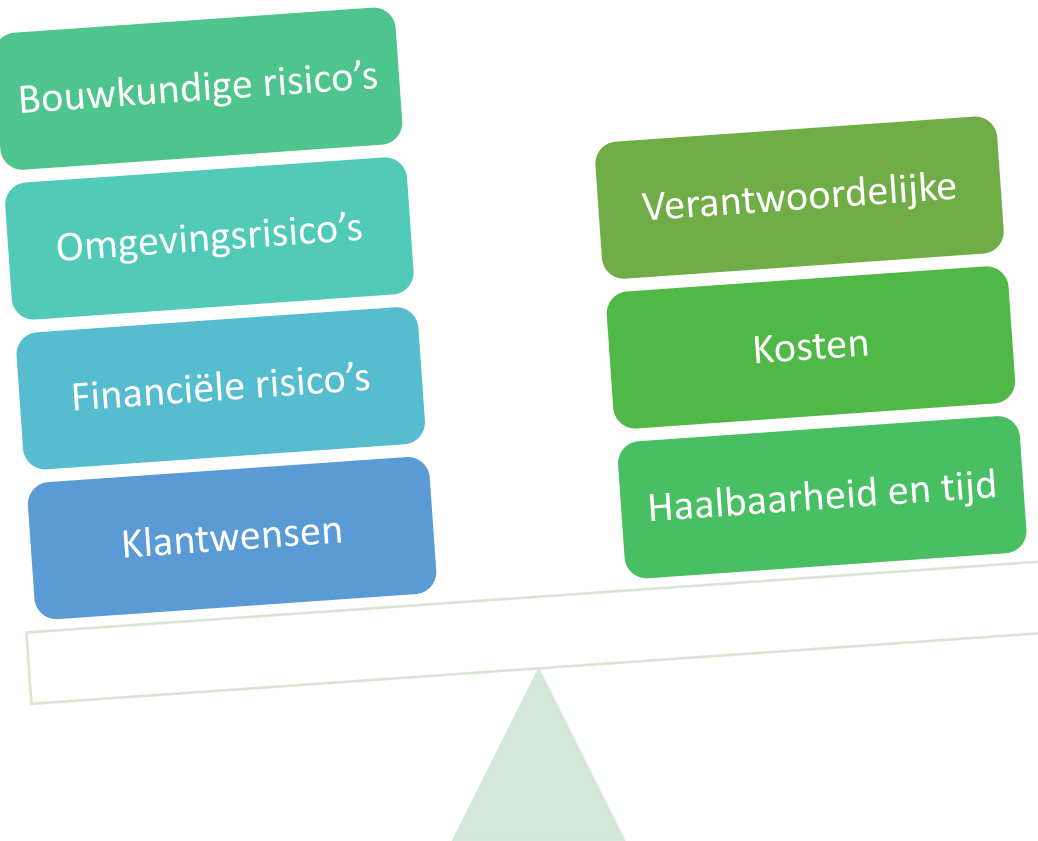 Bouwkundige risico’s
Omgevingsrisico’s
Financiële risico’s
Klantwensen
Verantwoordelijke
Kosten
Haalbaarheid en tijd